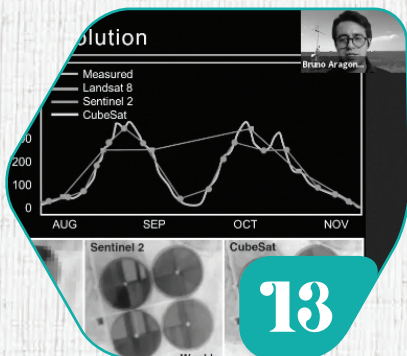 olution
Bruno Aragon...
Measured
Landsat 8
Sentinel 2
CubeSat
200
100
0
AUG SEP OCT NOV
Sentinel 2 CubeSat
13